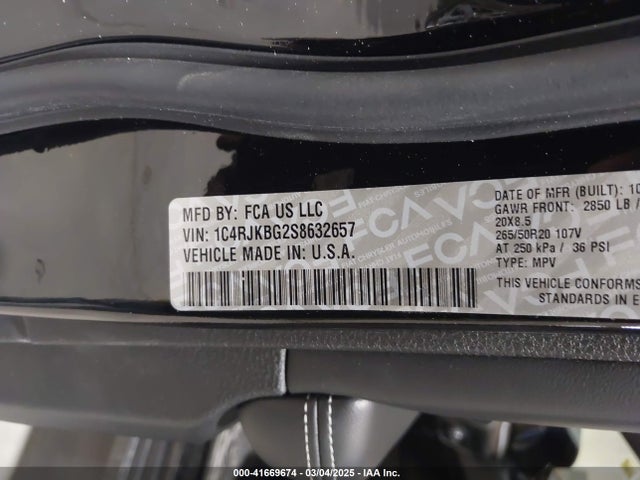 MFD BY: FCA US LLC
VIN: 1C4RJKBG2S8632657
VEHICLE MADE IN: U.S.A.
DATE OF MFR (BUILT): 10
GAWR FRONT: 2850 LB /
20X8.5
265/50R20 107V
AT 250 kPa / 36 PSI
TYPE: MPV
THIS VEHICLE CONFORMS
STANDARDS IN E
FCA
000-41669674 — 03/04/2025 — IAA Inc.